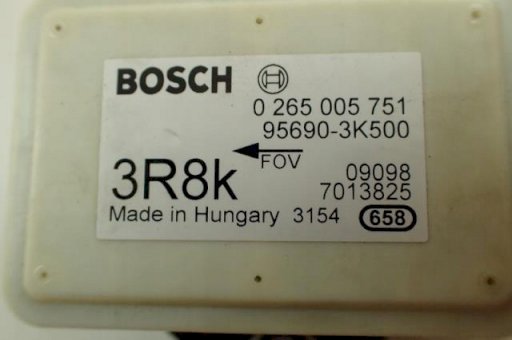 BOSCH
0 265 005 751
95690-3K500
FOV
3R8k
09098
7013825
Made in Hungary 3154 658